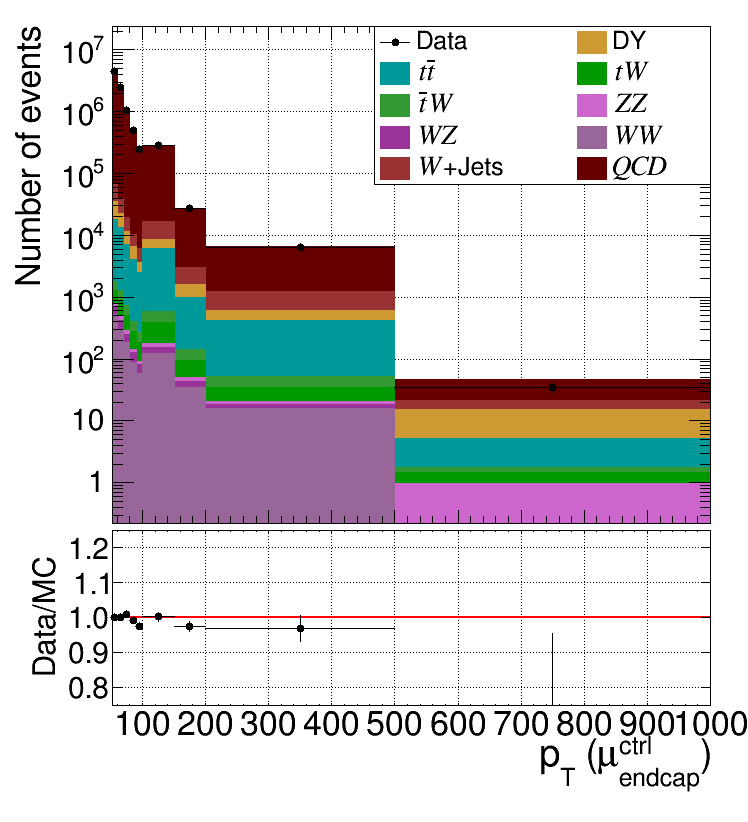 Number of events
10⁷
10⁶
10⁵
10⁴
10³
10²
10
1
Data
DY
tt̄
tW
t̄W
ZZ
WZ
WW
W+Jets
QCD
Data/MC
1.2
1.1
1.0
0.9
0.8
100 200 300 400 500 600 700 800 900 1000
p_T (μ^ctrl_endcap)